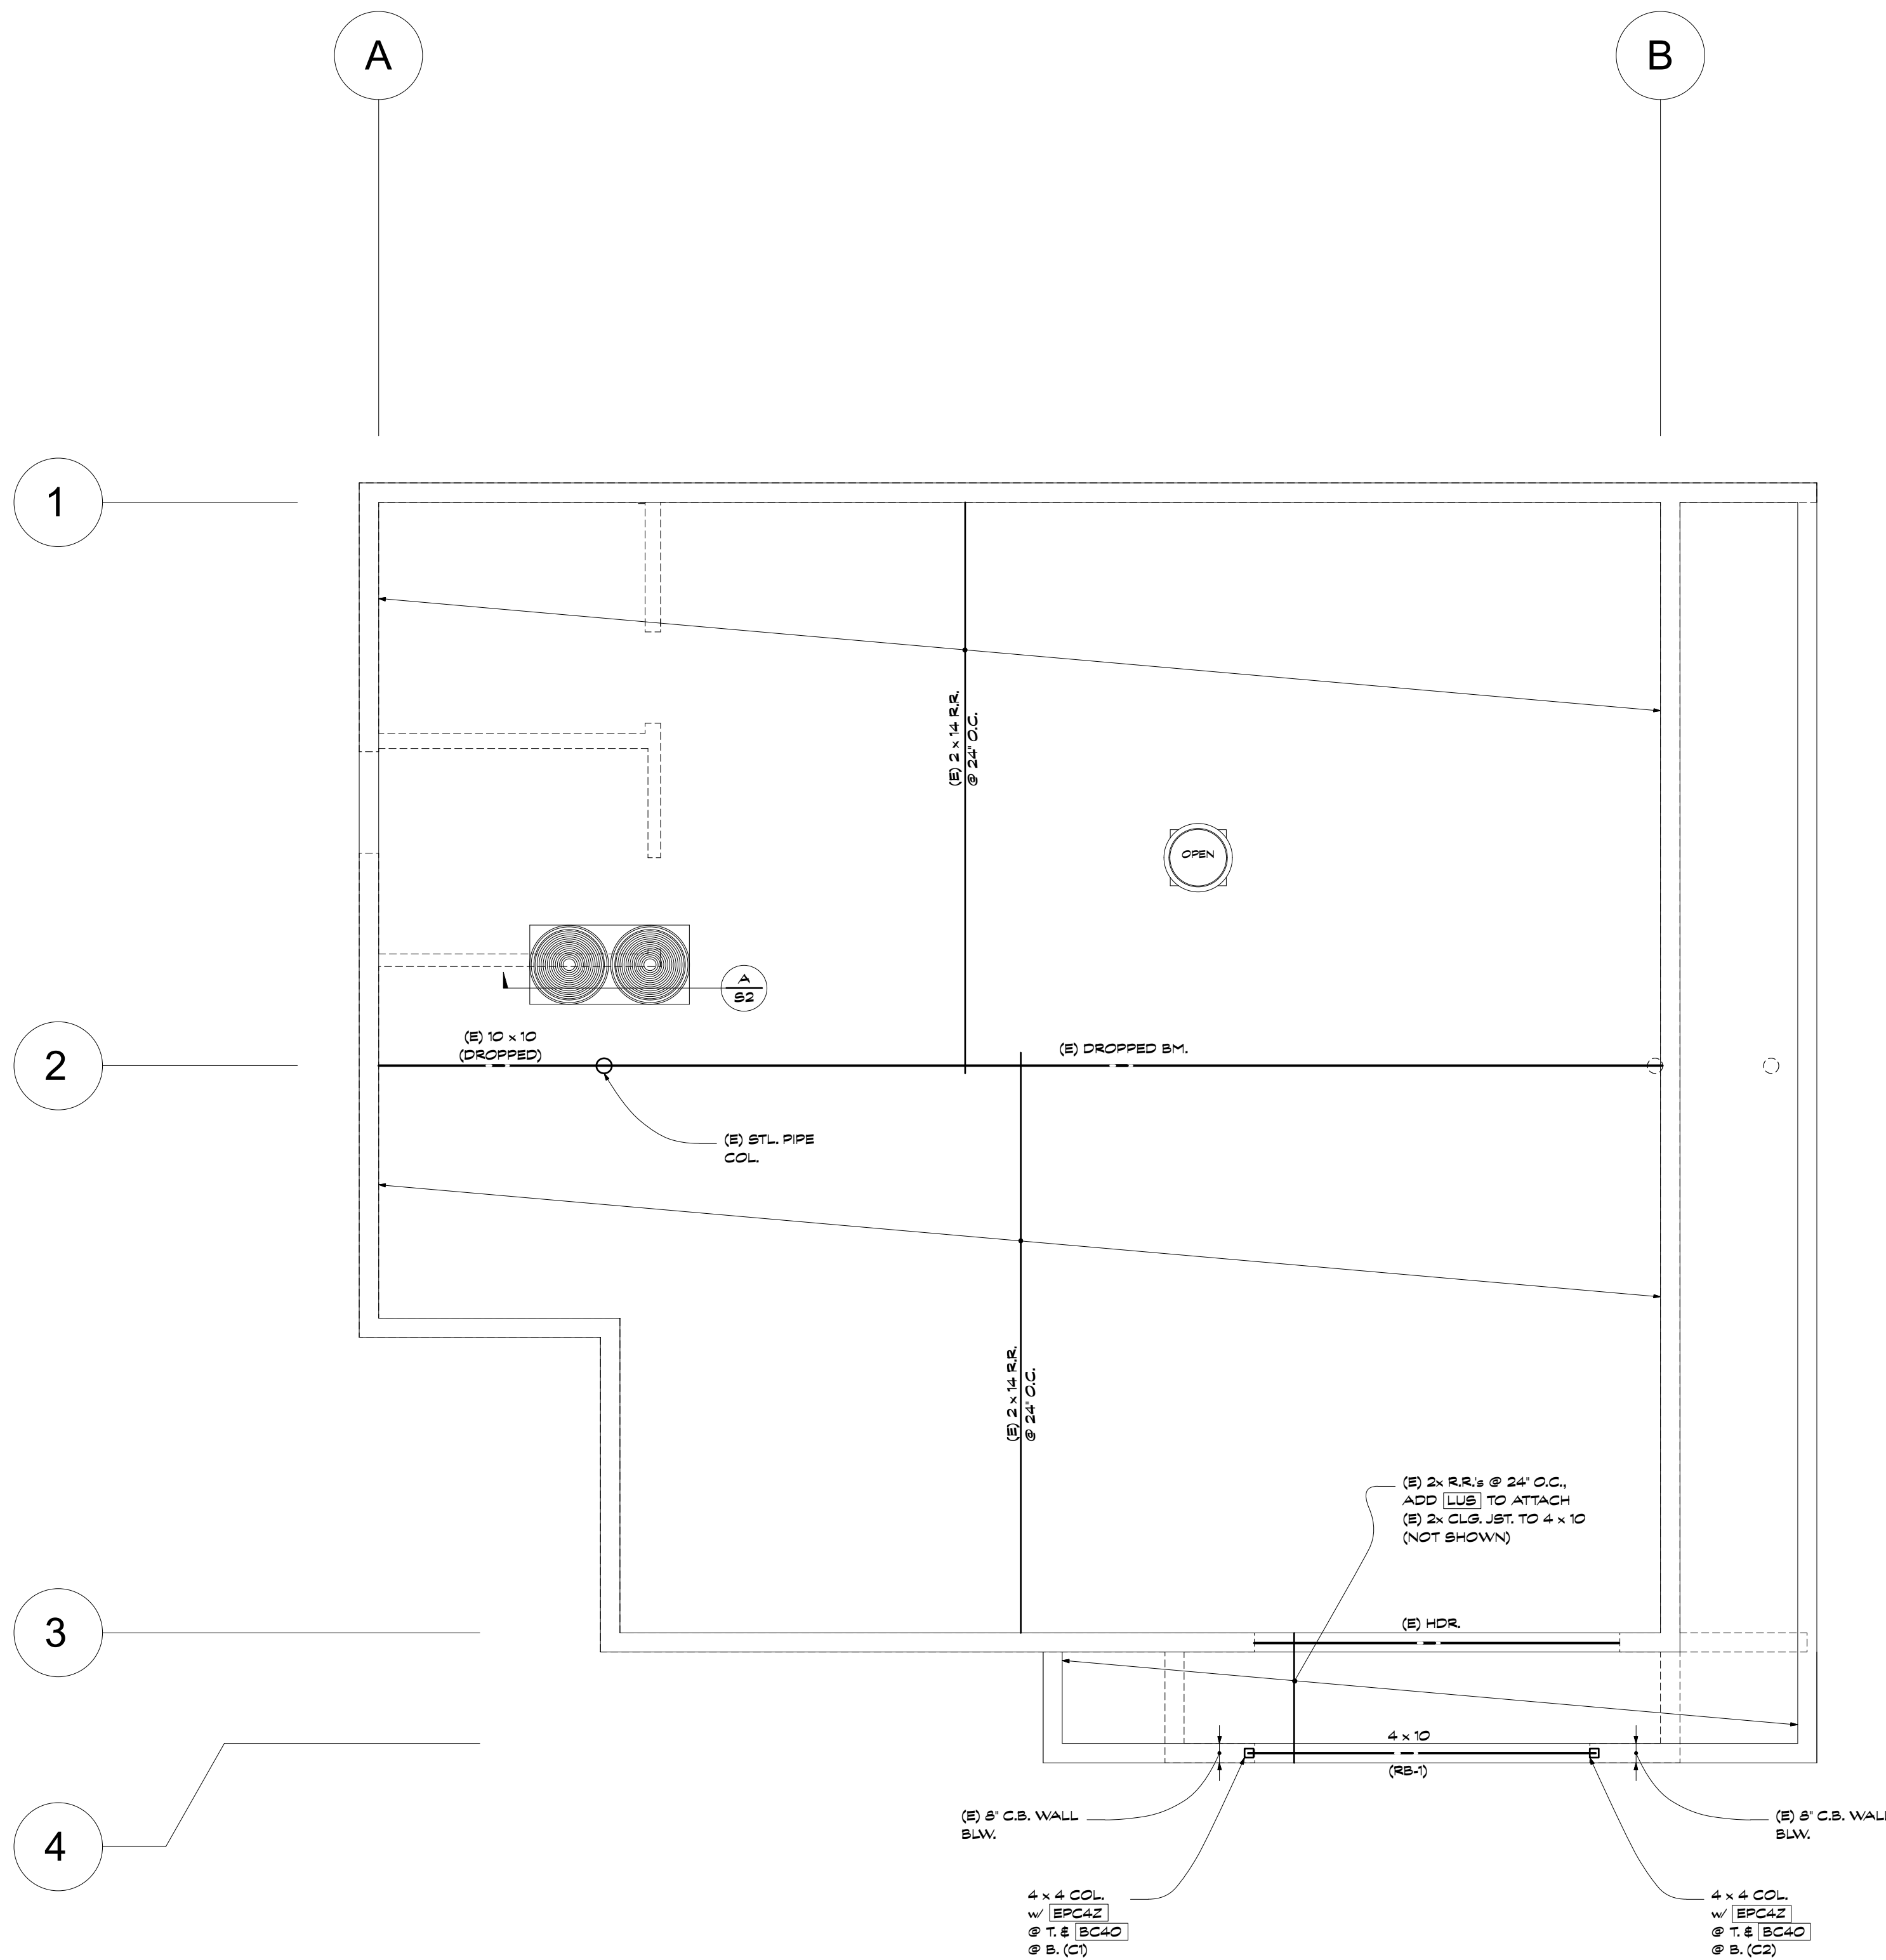 A
B
1
(E) 2 x 14 R.R.
@ 24" O.C.
OPEN
A
S2
2
(E) 10 x 10
(DROPPED)
(E) DROPPED BM.
(E) STL. PIPE
COL.
(E) 2 x 14 R.R.
@ 24" O.C.
(E) 2x R.R.'s @ 24" O.C.,
ADD LUS TO ATTACH
(E) 2x CLG. JST. TO 4 x 10
(NOT SHOWN)
3
(E) HDR.
4 x 10
(RB-1)
4
(E) 8" C.B. WALL
BLW.
(E) 8" C.B. WALL
BLW.
4 x 4 COL.
w/ EPC4Z
@ T. & BC40
@ B. (C1)
4 x 4 COL.
w/ EPC4Z
@ T. & BC40
@ B. (C2)